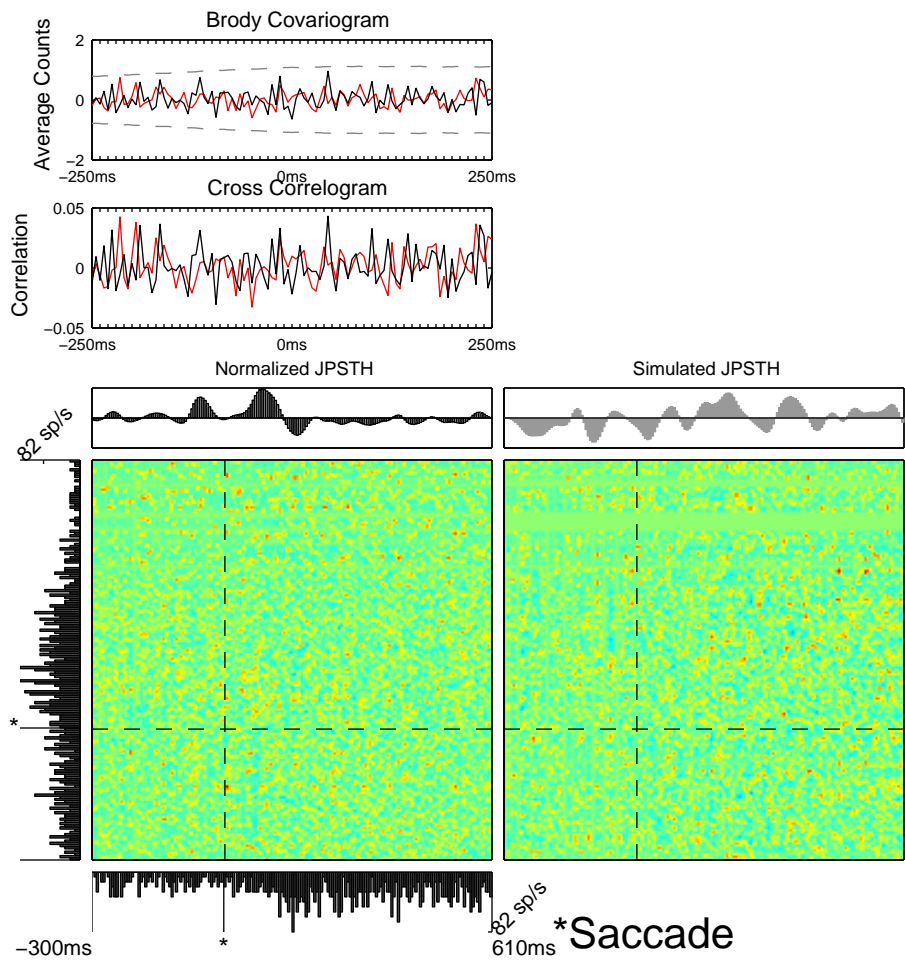 Brody Covariogram
Average Counts
2
0
−2
−250ms
0ms
250ms
Cross Correlogram
Correlation
0.05
0
−0.05
−250ms
0ms
250ms
Normalized JPSTH
Simulated JPSTH
82 sp/s
*
82 sp/s
−300ms
*
610ms
*Saccade